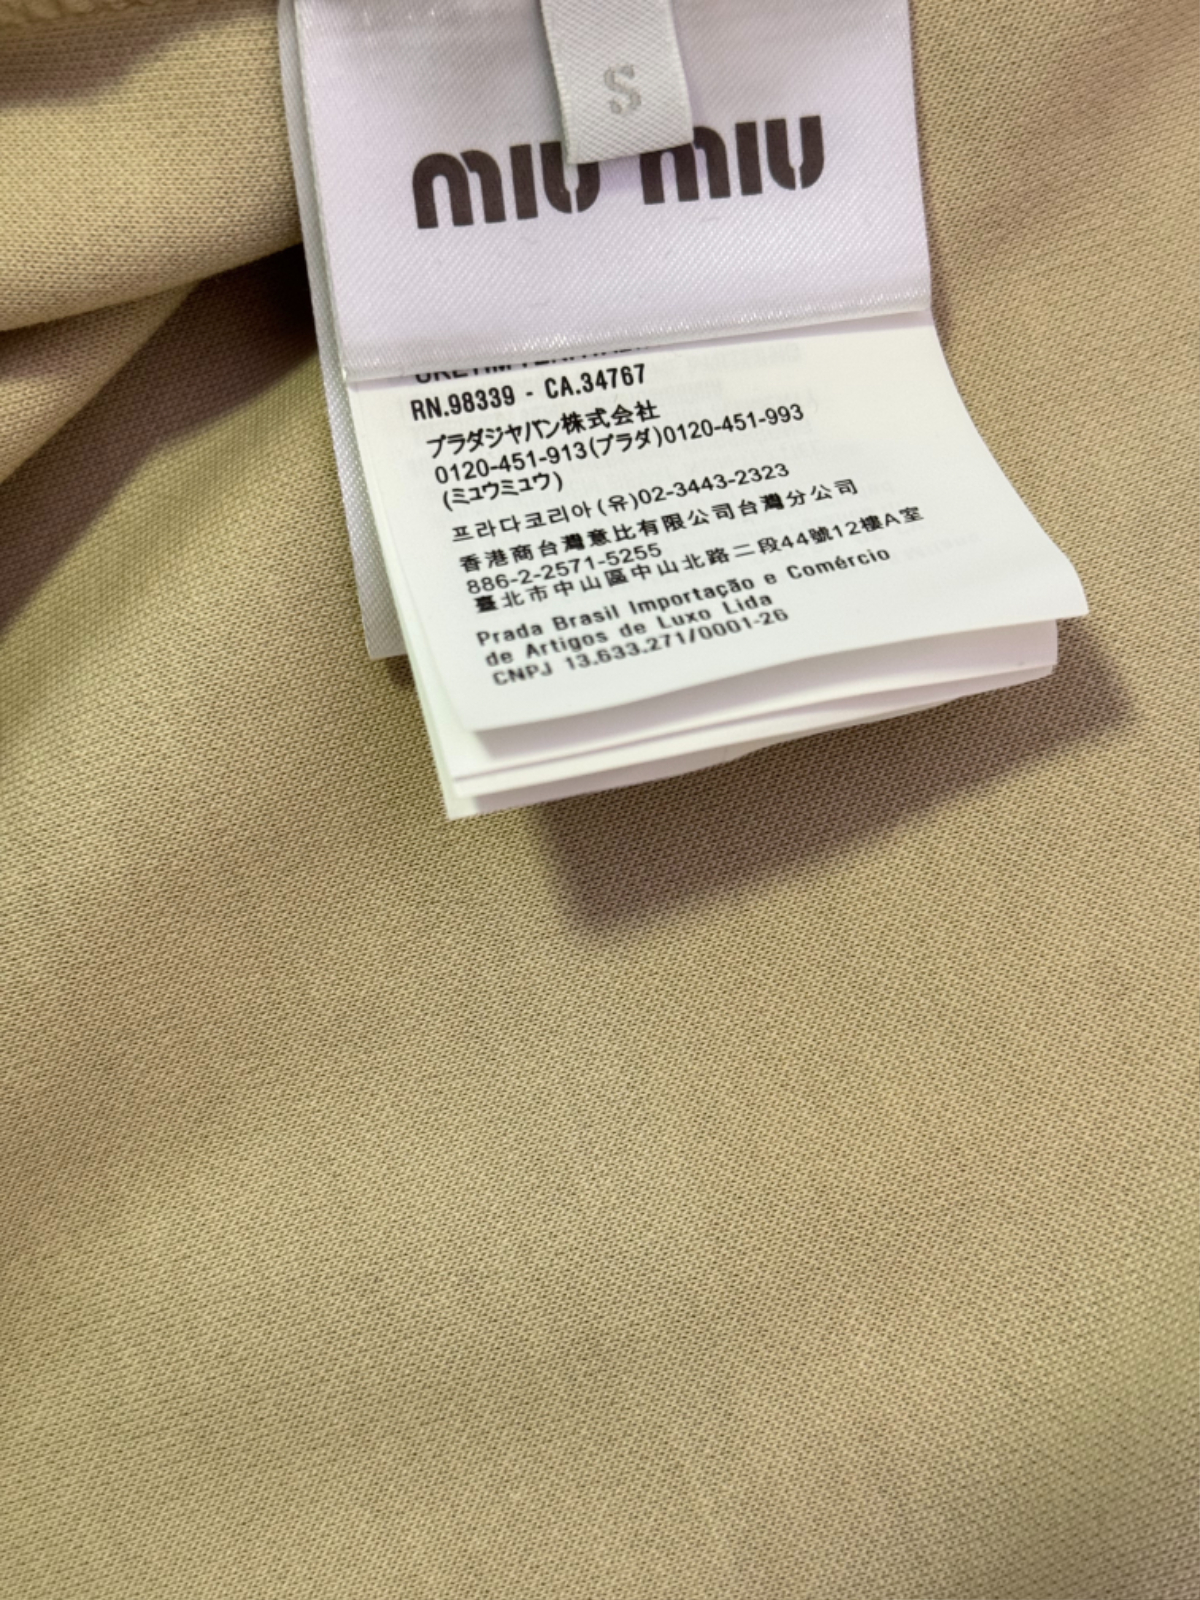 S
miu miu
RN.98339 - CA.34767
プラダジャパン株式会社
0120-451-913(プラダ)0120-451-993
(ミュウミュウ)
프라다코리아(유)02-3443-2323
香港商台灣意比有限公司台灣分公司
886-2-2571-5255
臺北市中山區中山北路二段44號12樓A室
Prada Brasil Importação e Comércio
de Artigos de Luxo Lida
CNPJ 13.633.271/0001-26